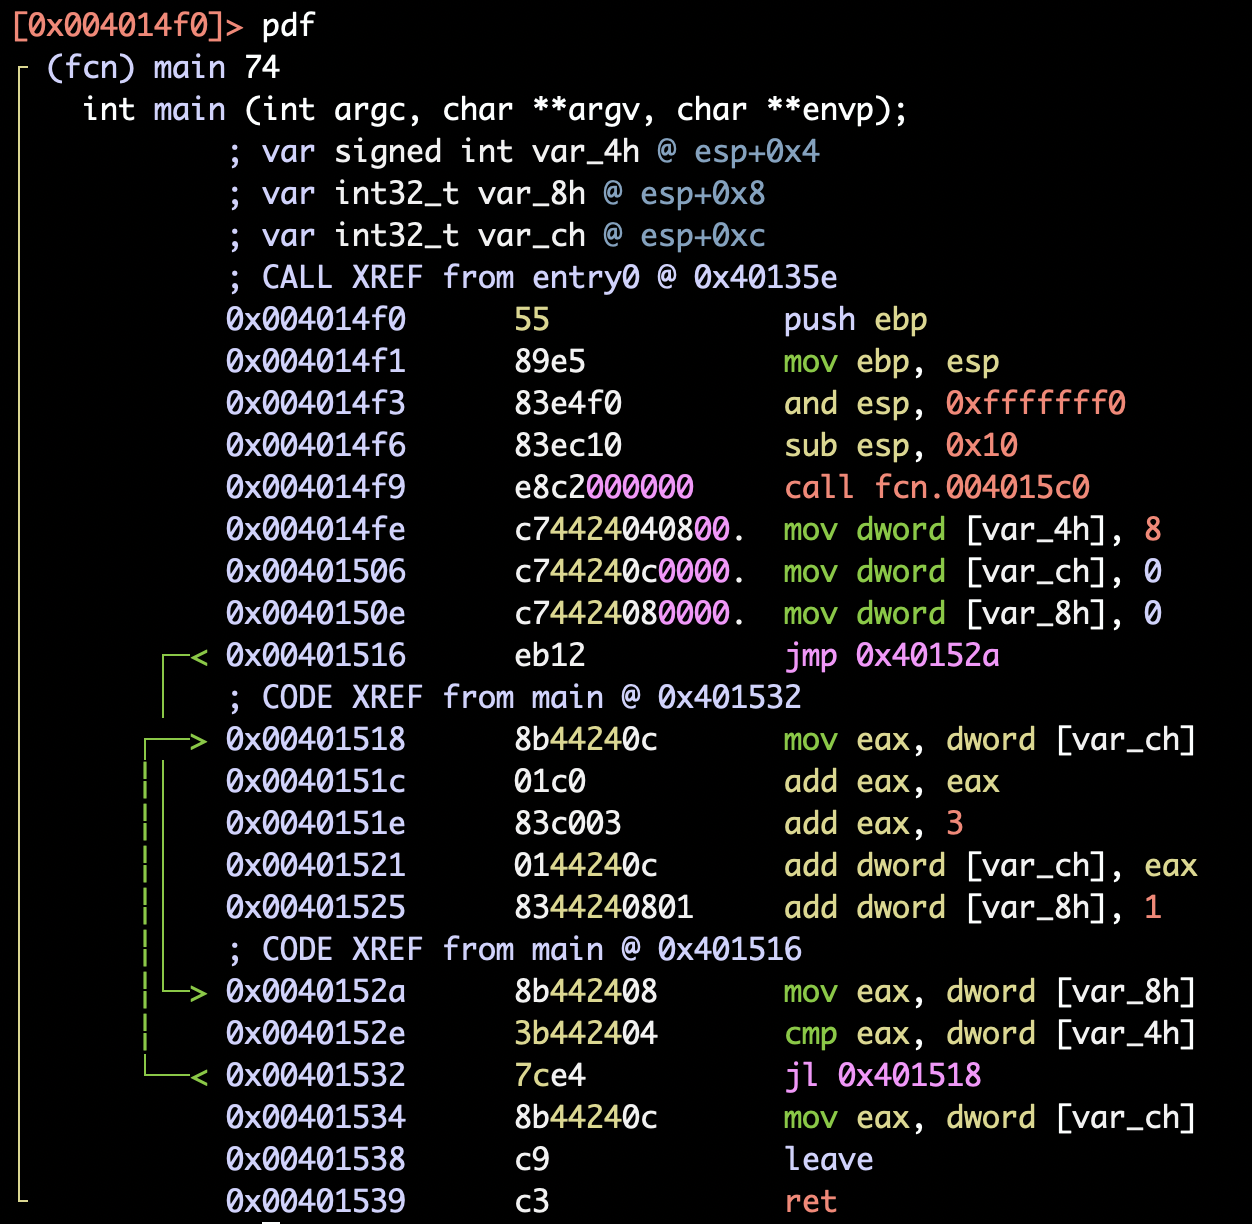 [0x004014f0]> pdf
(fcn) main 74
int main (int argc, char **argv, char **envp);
; var signed int var_4h @ esp+0x4
; var int32_t var_8h @ esp+0x8
; var int32_t var_ch @ esp+0xc
; CALL XREF from entry0 @ 0x40135e
0x004014f0 55 push ebp
0x004014f1 89e5 mov ebp, esp
0x004014f3 83e4f0 and esp, 0xfffffff0
0x004014f6 83ec10 sub esp, 0x10
0x004014f9 e8c2000000 call fcn.004015c0
0x004014fe c74424040800. mov dword [var_4h], 8
0x00401506 c744240c0000. mov dword [var_ch], 0
0x0040150e c74424080000. mov dword [var_8h], 0
< 0x00401516 eb12 jmp 0x40152a
; CODE XREF from main @ 0x401532
> 0x00401518 8b44240c mov eax, dword [var_ch]
0x0040151c 01c0 add eax, eax
0x0040151e 83c003 add eax, 3
0x00401521 0144240c add dword [var_ch], eax
0x00401525 8344240801 add dword [var_8h], 1
; CODE XREF from main @ 0x401516
> 0x0040152a 8b442408 mov eax, dword [var_8h]
0x0040152e 3b442404 cmp eax, dword [var_4h]
< 0x00401532 7ce4 jl 0x401518
0x00401534 8b44240c mov eax, dword [var_ch]
0x00401538 c9 leave
0x00401539 c3 ret